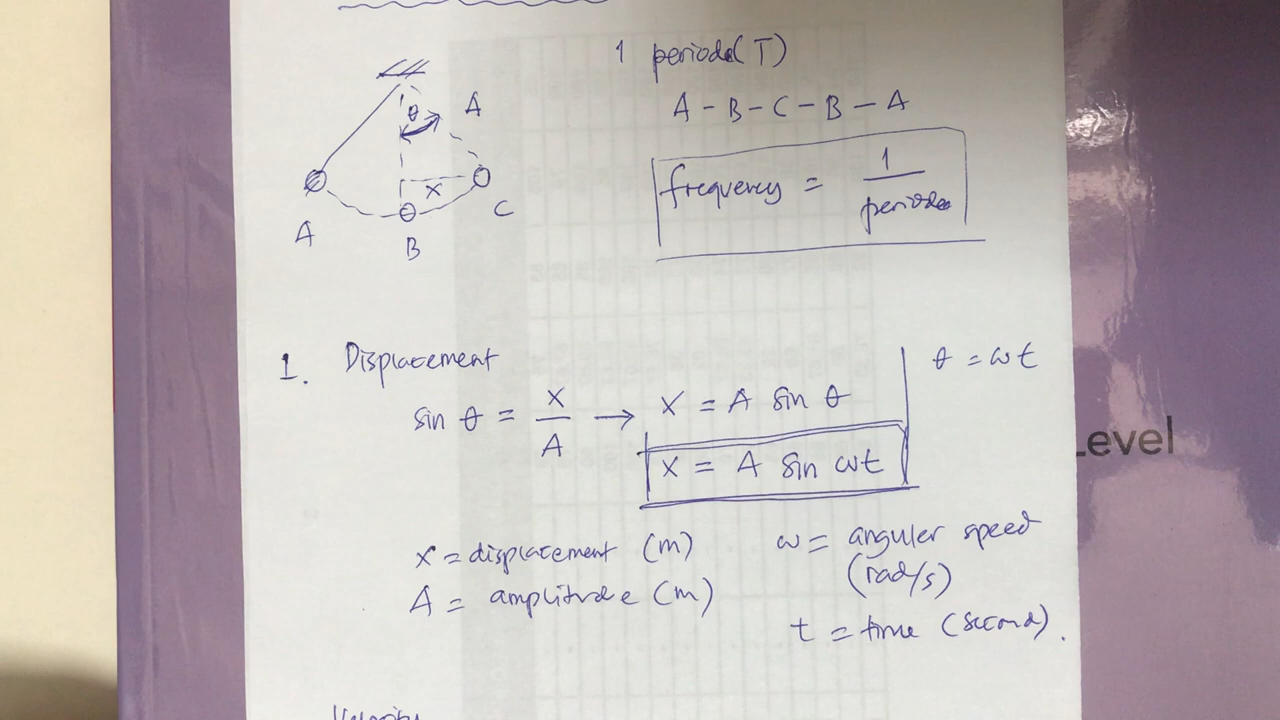 1 periode (T)
A - B - C - B - A
frequency = 1 / periode
θ A
x
A B C
1. Displacement
sin θ = x / A → x = A sin θ
θ = ωt
x = A sin ωt
x = displacement (m)
A = amplitude (m)
ω = anguler speed
(rad/s)
t = time (second).
Velocity
Level